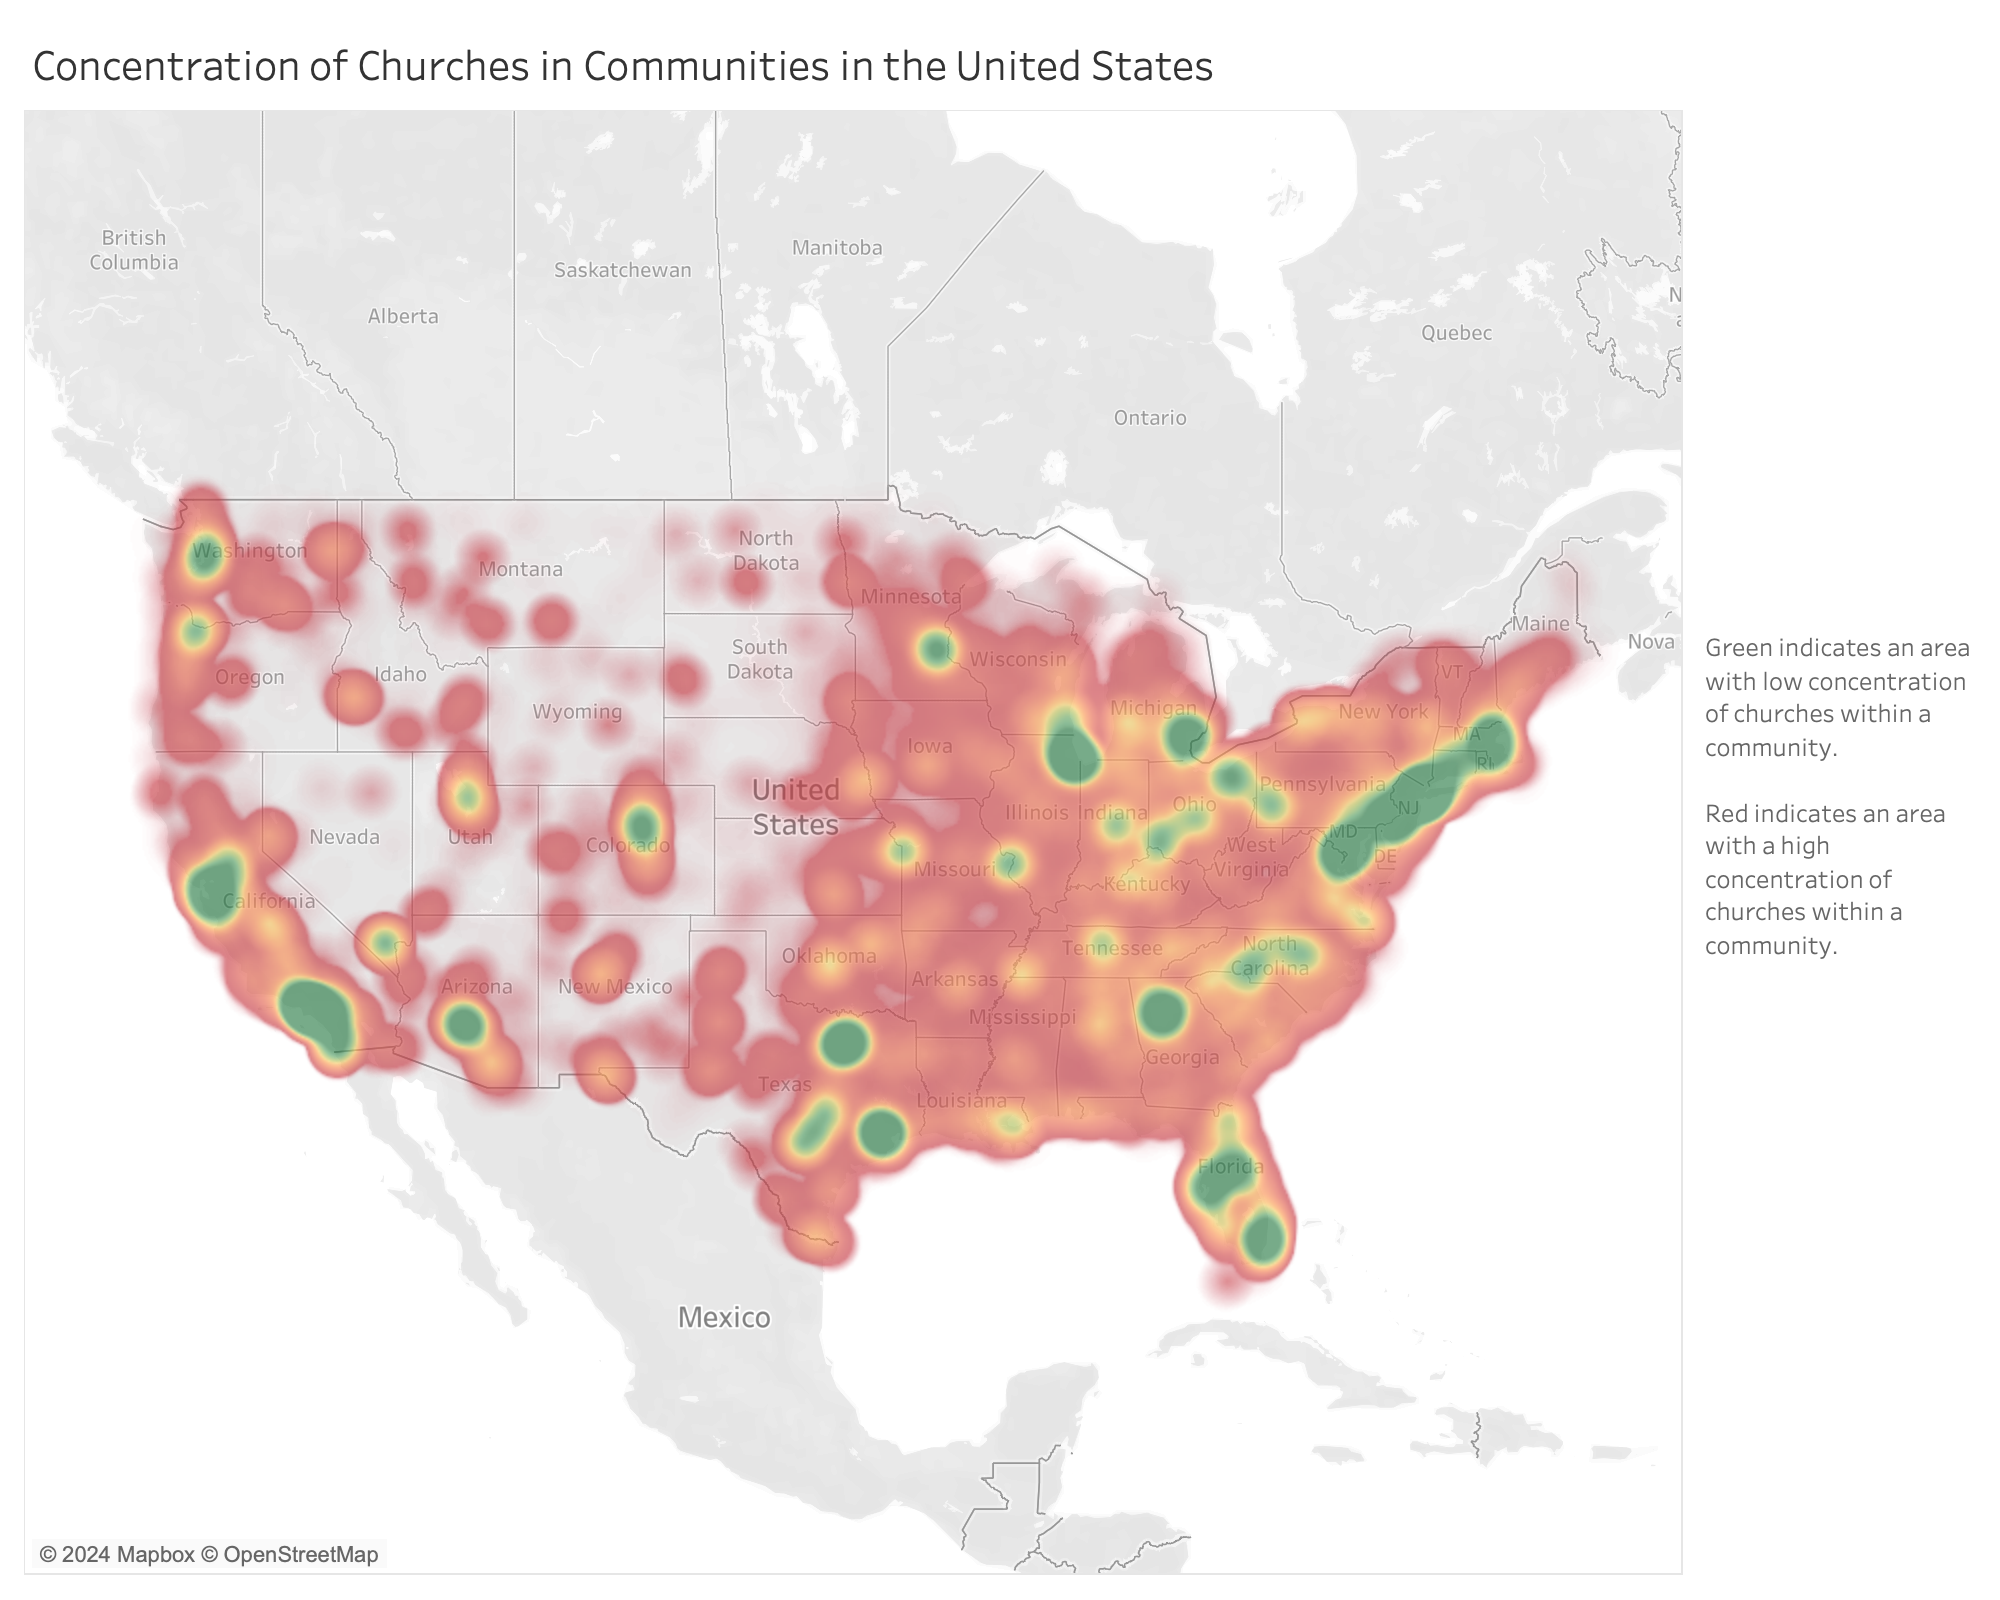 Concentration of Churches in Communities in the United States
British
Columbia
Alberta
Saskatchewan
Manitoba
Ontario
Quebec
N
Washington
Montana
North
Dakota
Minnesota
Maine
Nova
Oregon
Idaho
South
Dakota
Wisconsin
VT
Wyoming
Michigan
New York
MA
Iowa
RI
United
States
Nevada
Utah
Colorado
Illinois
Indiana
Ohio
Pennsylvania
NJ
MD
DE
West
Virginia
California
Missouri
Kentucky
Arizona
New Mexico
Oklahoma
Arkansas
Tennessee
North
Carolina
Mississippi
Georgia
Texas
Louisiana
Florida
Mexico
© 2024 Mapbox © OpenStreetMap
Green indicates an area
with low concentration
of churches within a
community.
Red indicates an area
with a high
concentration of
churches within a
community.